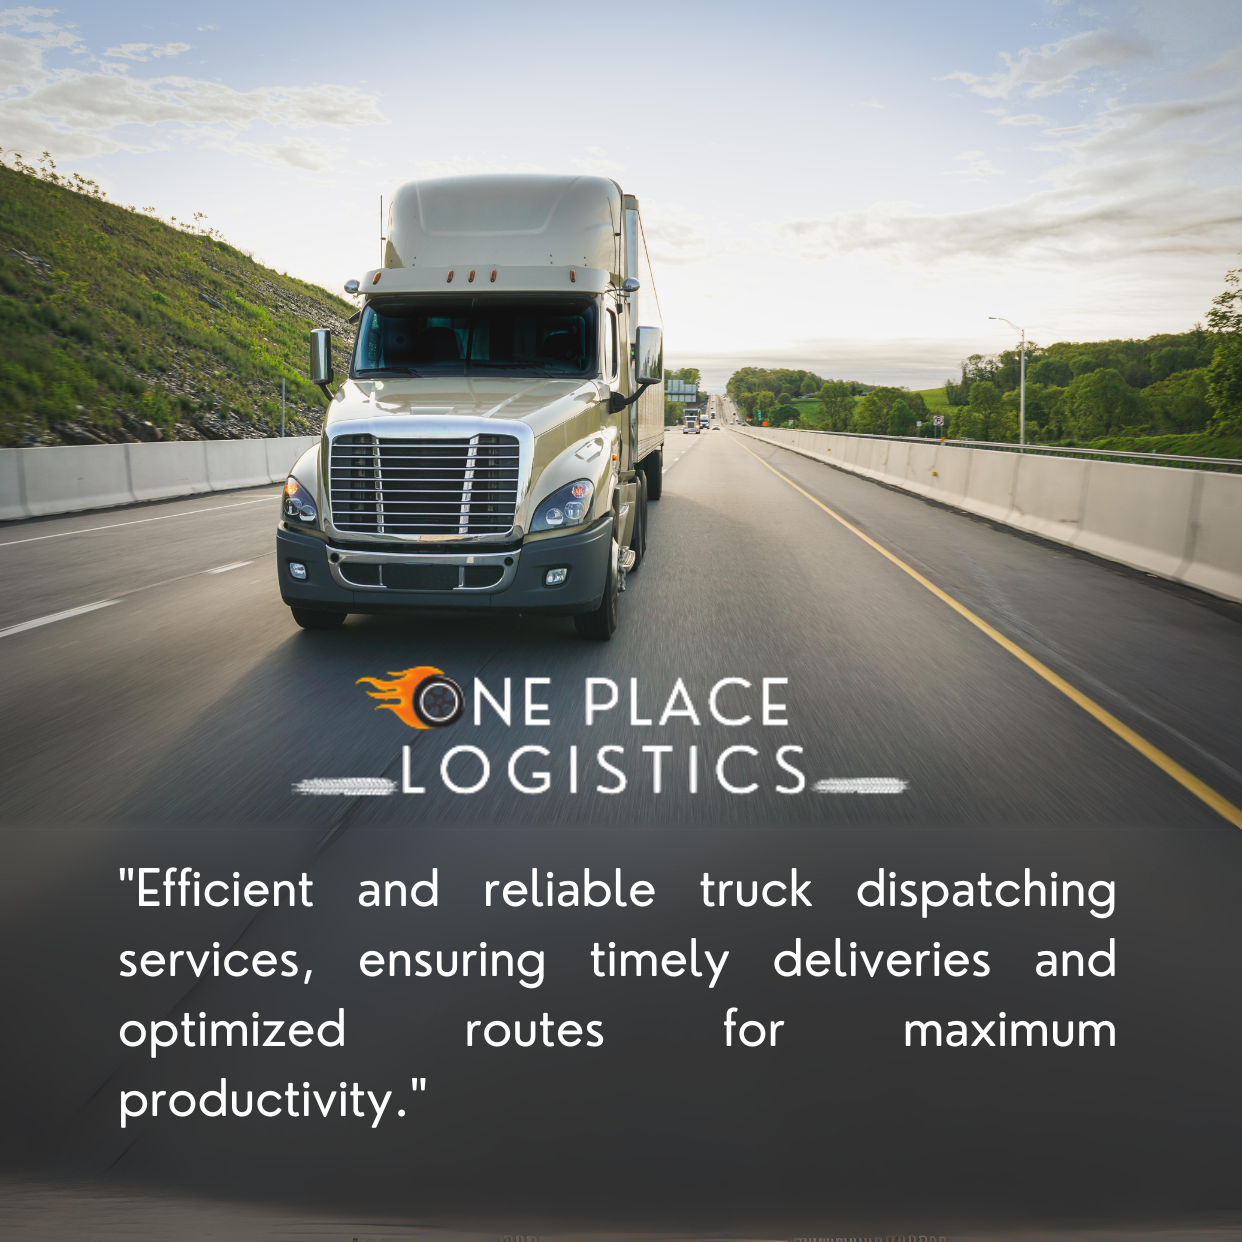 ONE PLACE
LOGISTICS
"Efficient and reliable truck dispatching
services, ensuring timely deliveries and
optimized routes for maximum
productivity."